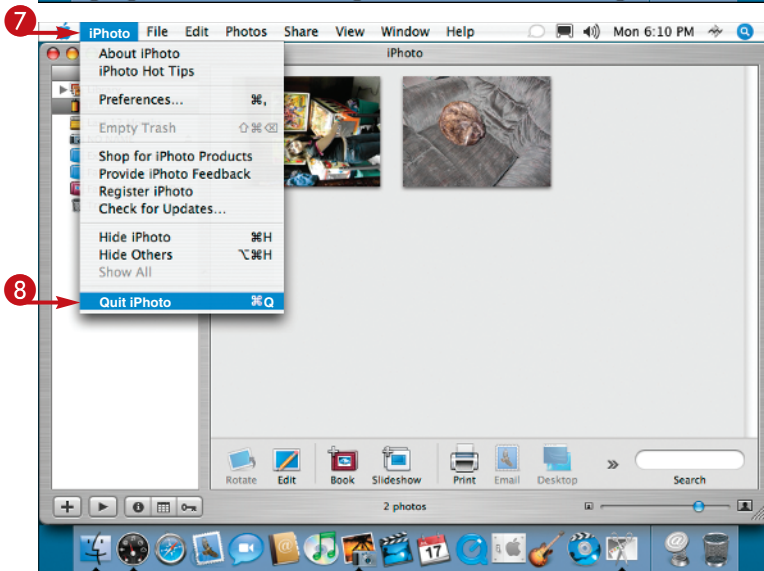 7
iPhoto File Edit Photos Share View Window Help Mon 6:10 PM
iPhoto
About iPhoto
iPhoto Hot Tips
Preferences... ⌘,
Empty Trash ⇧⌘⌫
Shop for iPhoto Products
Provide iPhoto Feedback
Register iPhoto
Check for Updates...
Hide iPhoto ⌘H
Hide Others ⌥⌘H
Show All
8
Quit iPhoto ⌘Q
Rotate Edit Book Slideshow Print Email Desktop » Search
2 photos
17